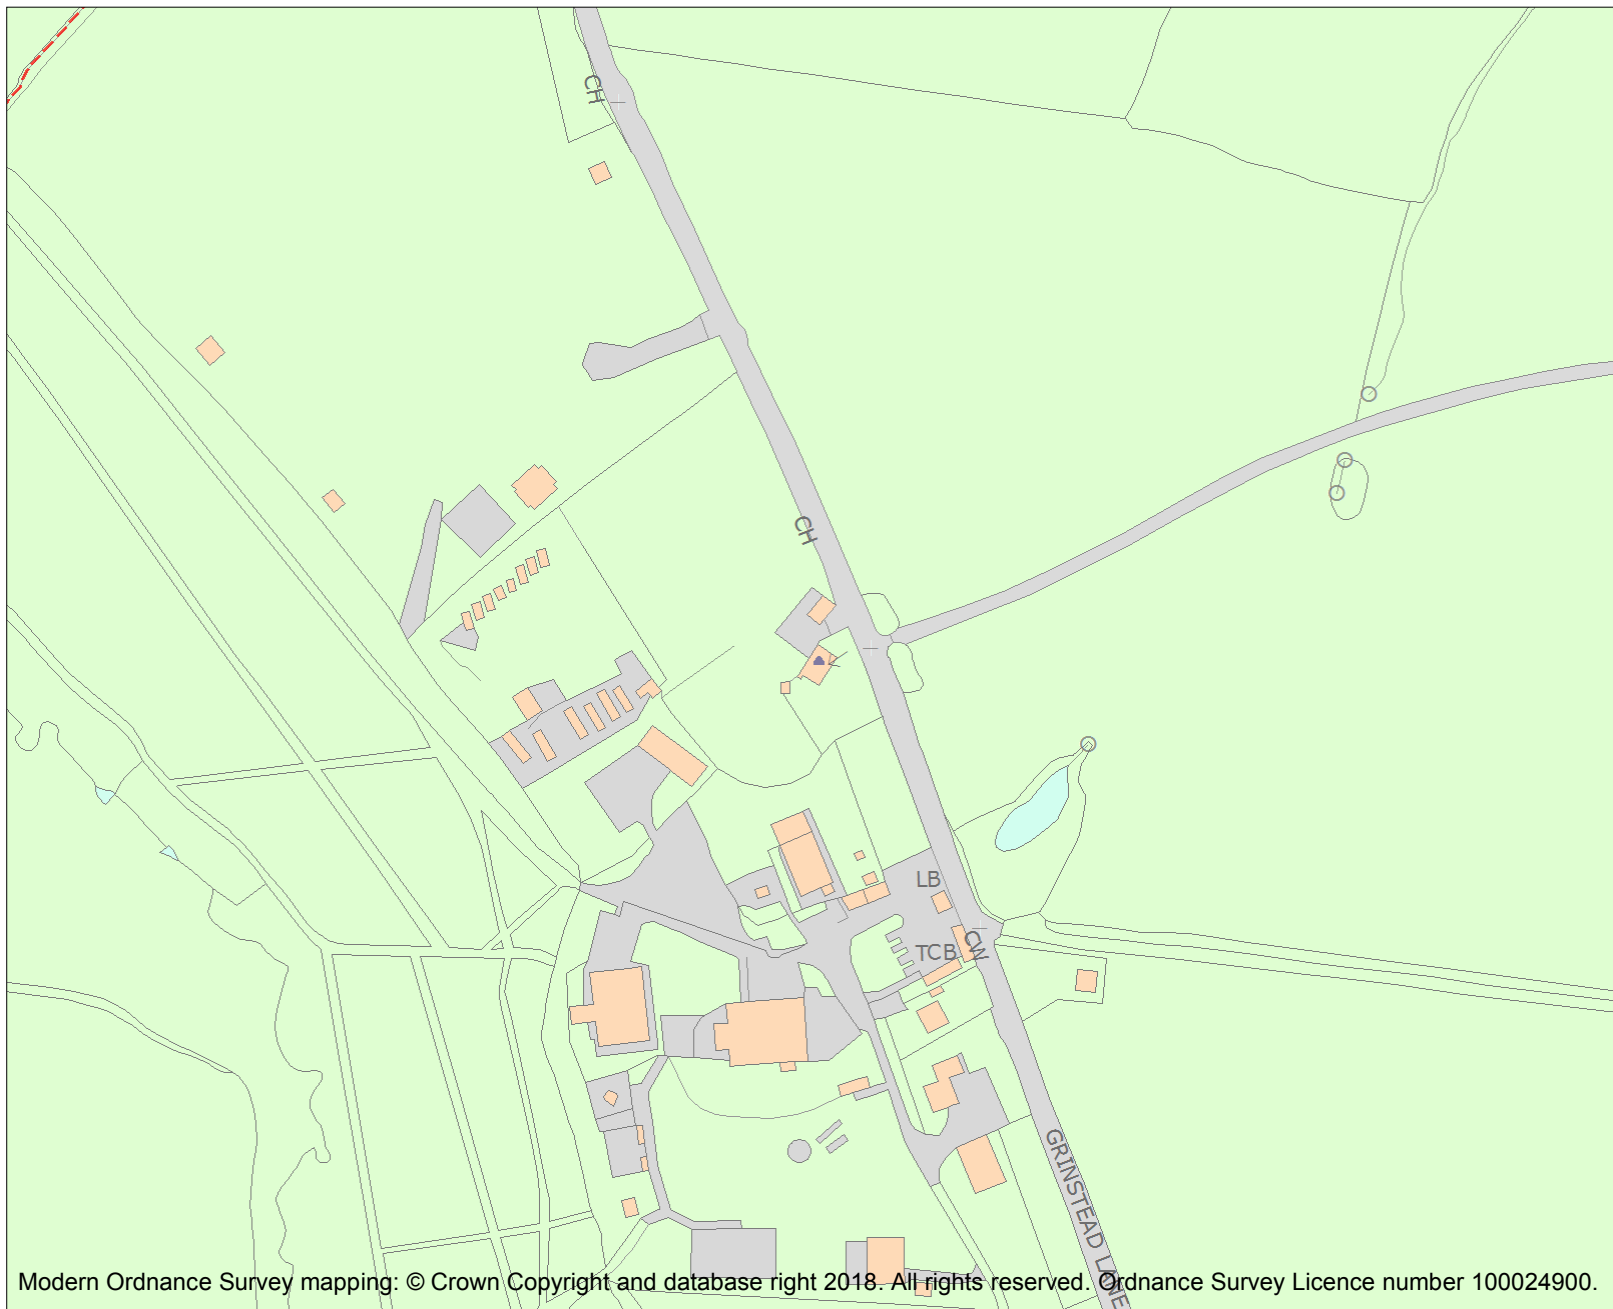 CH
CH
LB
CW
TCB
GRINSTEAD LANE
Modern Ordnance Survey mapping: © Crown Copyright and database right 2018. All rights reserved. Ordnance Survey Licence number 100024900.